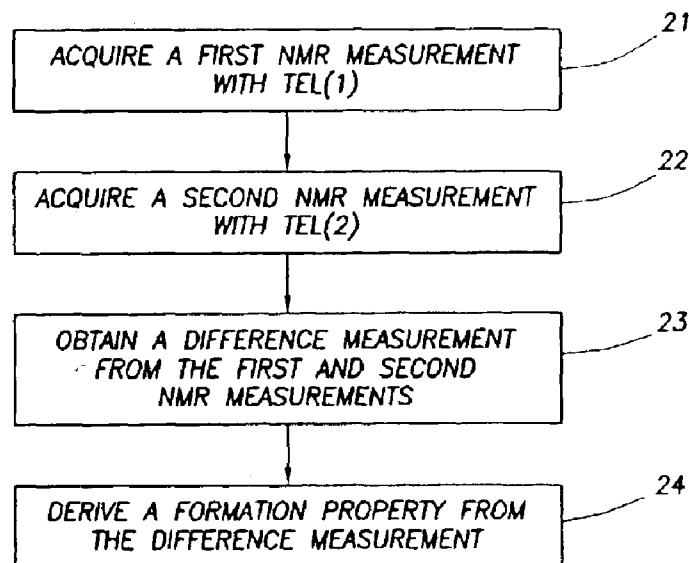 21
ACQUIRE A FIRST NMR MEASUREMENT
WITH TEL(1)
22
ACQUIRE A SECOND NMR MEASUREMENT
WITH TEL(2)
23
OBTAIN A DIFFERENCE MEASUREMENT
FROM THE FIRST AND SECOND
NMR MEASUREMENTS
24
DERIVE A FORMATION PROPERTY FROM
THE DIFFERENCE MEASUREMENT